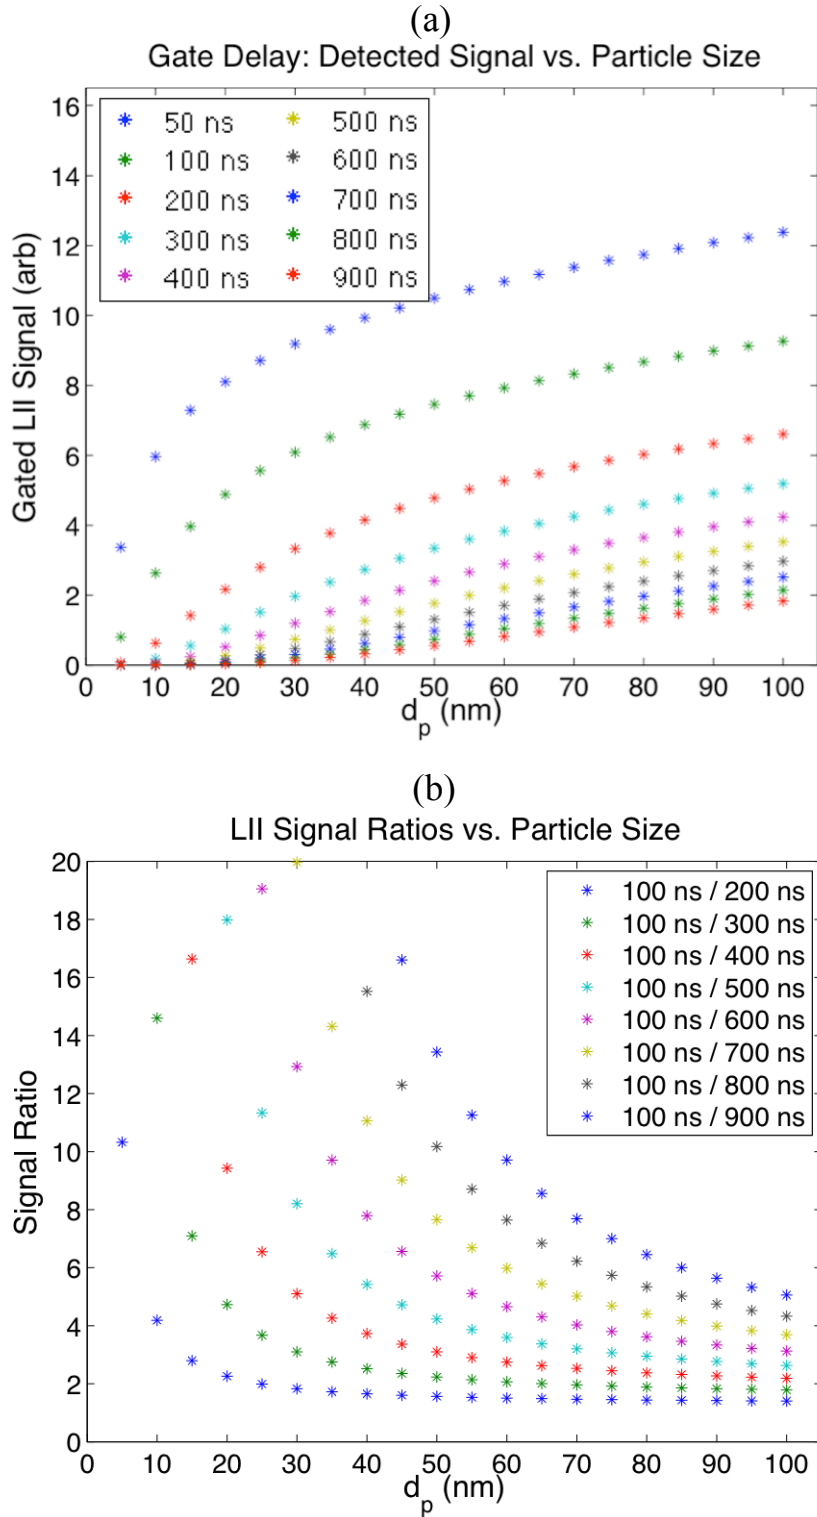 (a)
Gate Delay: Detected Signal vs. Particle Size
16
14
12
10
8
6
4
2
0
Gated LII Signal (arb)
50 ns
100 ns
200 ns
300 ns
400 ns
500 ns
600 ns
700 ns
800 ns
900 ns
0 10 20 30 40 50 60 70 80 90 100
d_p (nm)
(b)
LII Signal Ratios vs. Particle Size
20
18
16
14
12
10
8
6
4
2
0
Signal Ratio
100 ns / 200 ns
100 ns / 300 ns
100 ns / 400 ns
100 ns / 500 ns
100 ns / 600 ns
100 ns / 700 ns
100 ns / 800 ns
100 ns / 900 ns
0 10 20 30 40 50 60 70 80 90 100
d_p (nm)